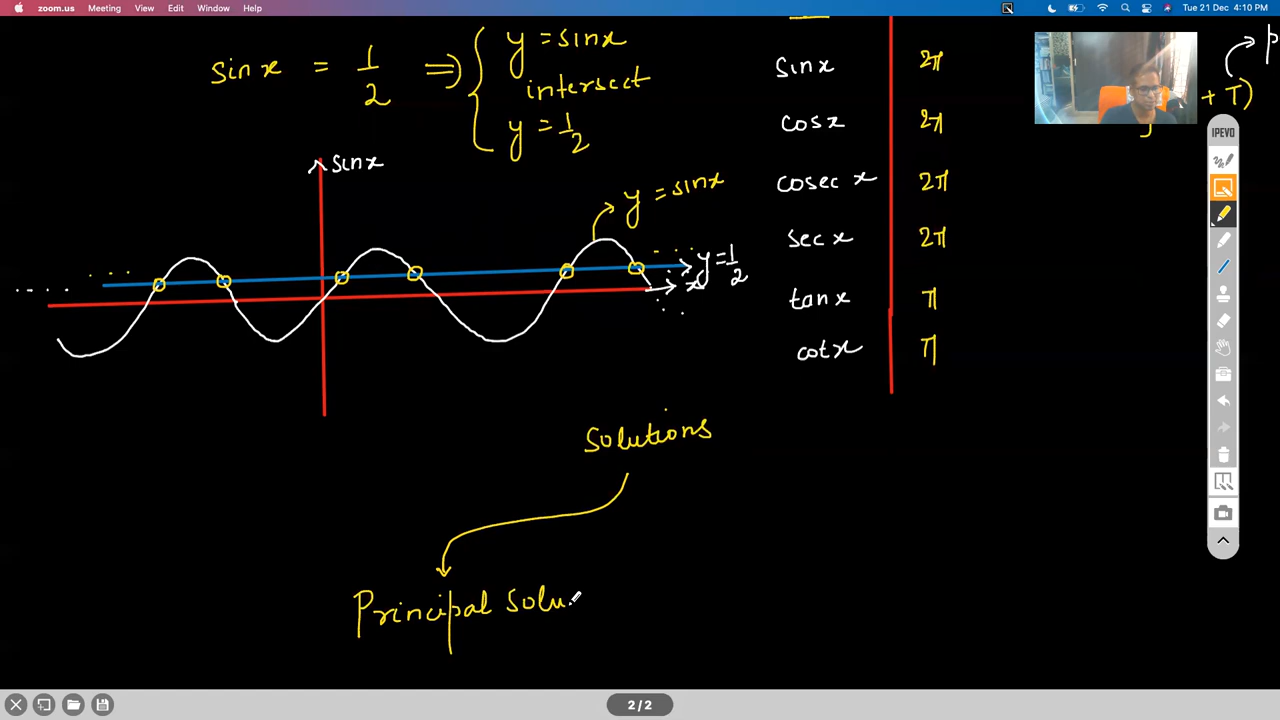 zoom.us Meeting View Edit Window Help
Tue 21 Dec 4:10 PM
sin x = 1/2 ⟹ { y = sin x
intersect
y = 1/2
sin x
y = sin x
y = 1/2
x
sin x 2π
cos x 2π
cosec x 2π
sec x 2π
tan x π
cot x π
+ T)
IPEVO
Solutions
Principal Solu
2/2